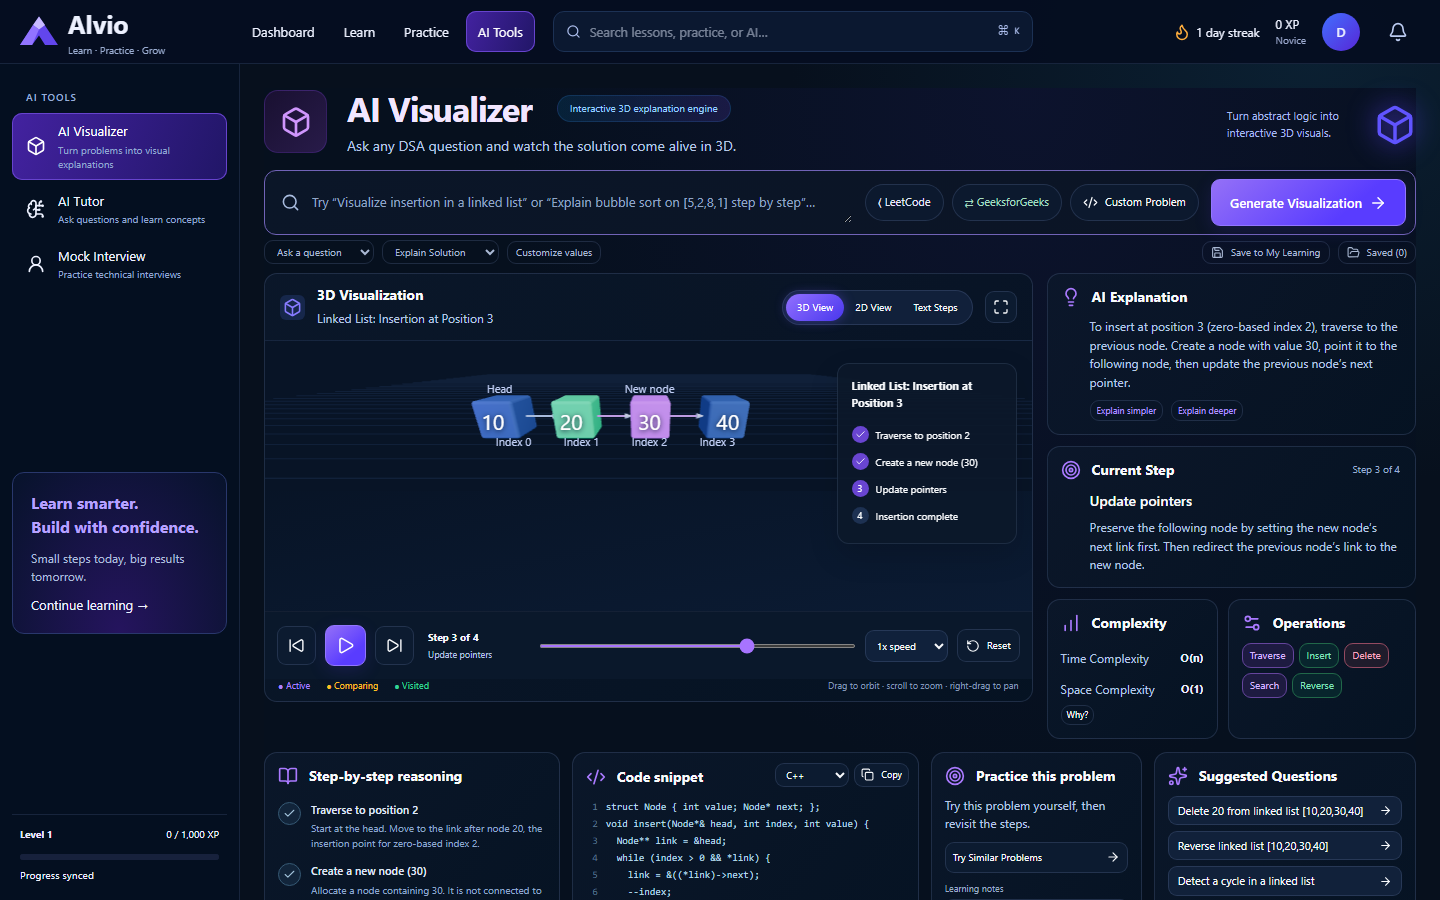 Alvio
Learn · Practice · Grow
Dashboard
Learn
Practice
AI Tools
Search lessons, practice, or AI...
⌘ K
1 day streak
0 XP
Novice
D
AI TOOLS
AI Visualizer
Turn problems into visual
explanations
AI Tutor
Ask questions and learn concepts
Mock Interview
Practice technical interviews
Learn smarter.
Build with confidence.
Small steps today, big results
tomorrow.
Continue learning →
Level 1
0 / 1,000 XP
Progress synced
AI Visualizer
Interactive 3D explanation engine
Ask any DSA question and watch the solution come alive in 3D.
Turn abstract logic into
interactive 3D visuals.
Try “Visualize insertion in a linked list” or “Explain bubble sort on [5,2,8,1] step by step”...
⟨ LeetCode
⇄ GeeksforGeeks
</> Custom Problem
Generate Visualization →
Ask a question
Explain Solution
Customize values
Save to My Learning
Saved (0)
3D Visualization
Linked List: Insertion at Position 3
3D View
2D View
Text Steps
Head
New node
10
20
30
40
Index 0
Index 1
Index 2
Index 3
Linked List: Insertion at
Position 3
Traverse to position 2
Create a new node (30)
3 Update pointers
4 Insertion complete
Step 3 of 4
Update pointers
1x speed
Reset
Active
Comparing
Visited
Drag to orbit · scroll to zoom · right-drag to pan
AI Explanation
To insert at position 3 (zero-based index 2), traverse to the
previous node. Create a node with value 30, point it to the
following node, then update the previous node’s next
pointer.
Explain simpler
Explain deeper
Current Step
Step 3 of 4
Update pointers
Preserve the following node by setting the new node’s
next link first. Then redirect the previous node’s link to the
new node.
Complexity
Time Complexity
O(n)
Space Complexity
O(1)
Why?
Operations
Traverse
Insert
Delete
Search
Reverse
Step-by-step reasoning
Traverse to position 2
Start at the head. Move to the link after node 20, the
insertion point for zero-based index 2.
Create a new node (30)
Allocate a node containing 30. It is not connected to
Code snippet
C++
Copy
1 struct Node { int value; Node* next; };
2 void insert(Node*& head, int index, int value) {
3 Node** link = &head;
4 while (index > 0 && *link) {
5 link = &((*link)->next);
6 --index;
Practice this problem
Try this problem yourself, then
revisit the steps.
Try Similar Problems →
Learning notes
Suggested Questions
Delete 20 from linked list [10,20,30,40] →
Reverse linked list [10,20,30,40] →
Detect a cycle in a linked list →